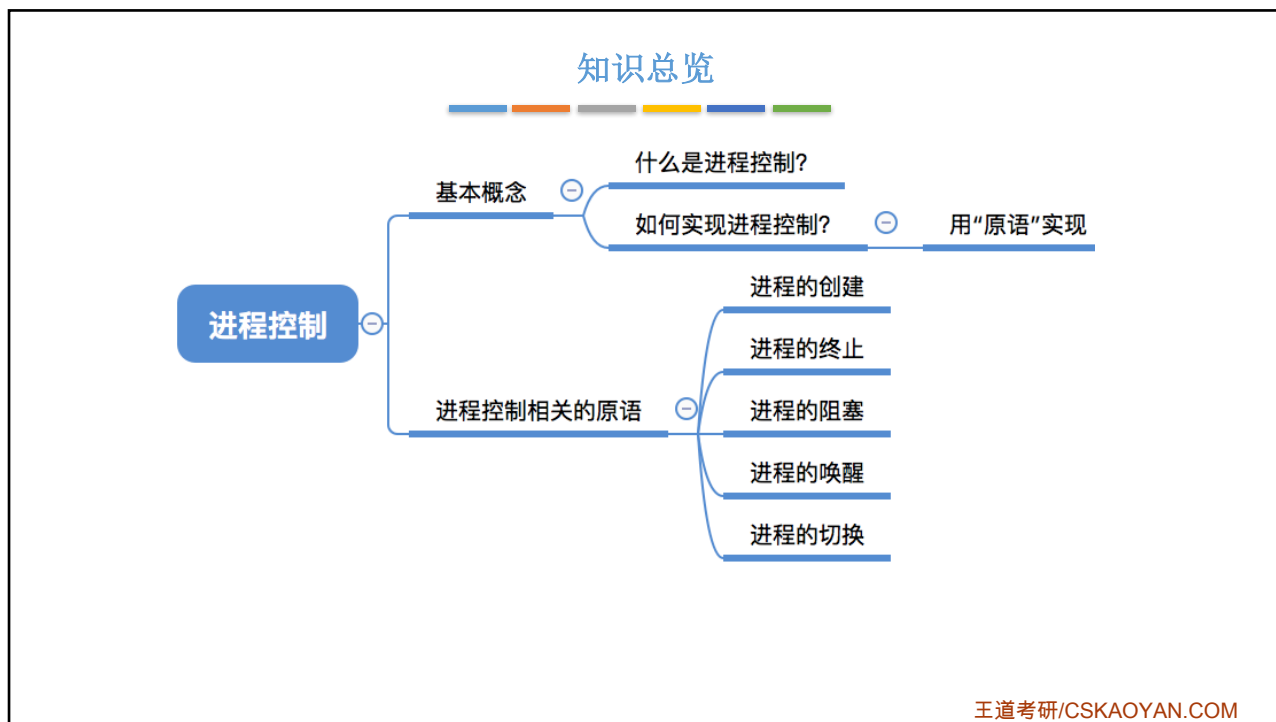 知识总览
什么是进程控制?
基本概念
如何实现进程控制?
用“原语”实现
进程控制
进程控制相关的原语
进程的创建
进程的终止
进程的阻塞
进程的唤醒
进程的切换
王道考研/CSKAOYAN.COM